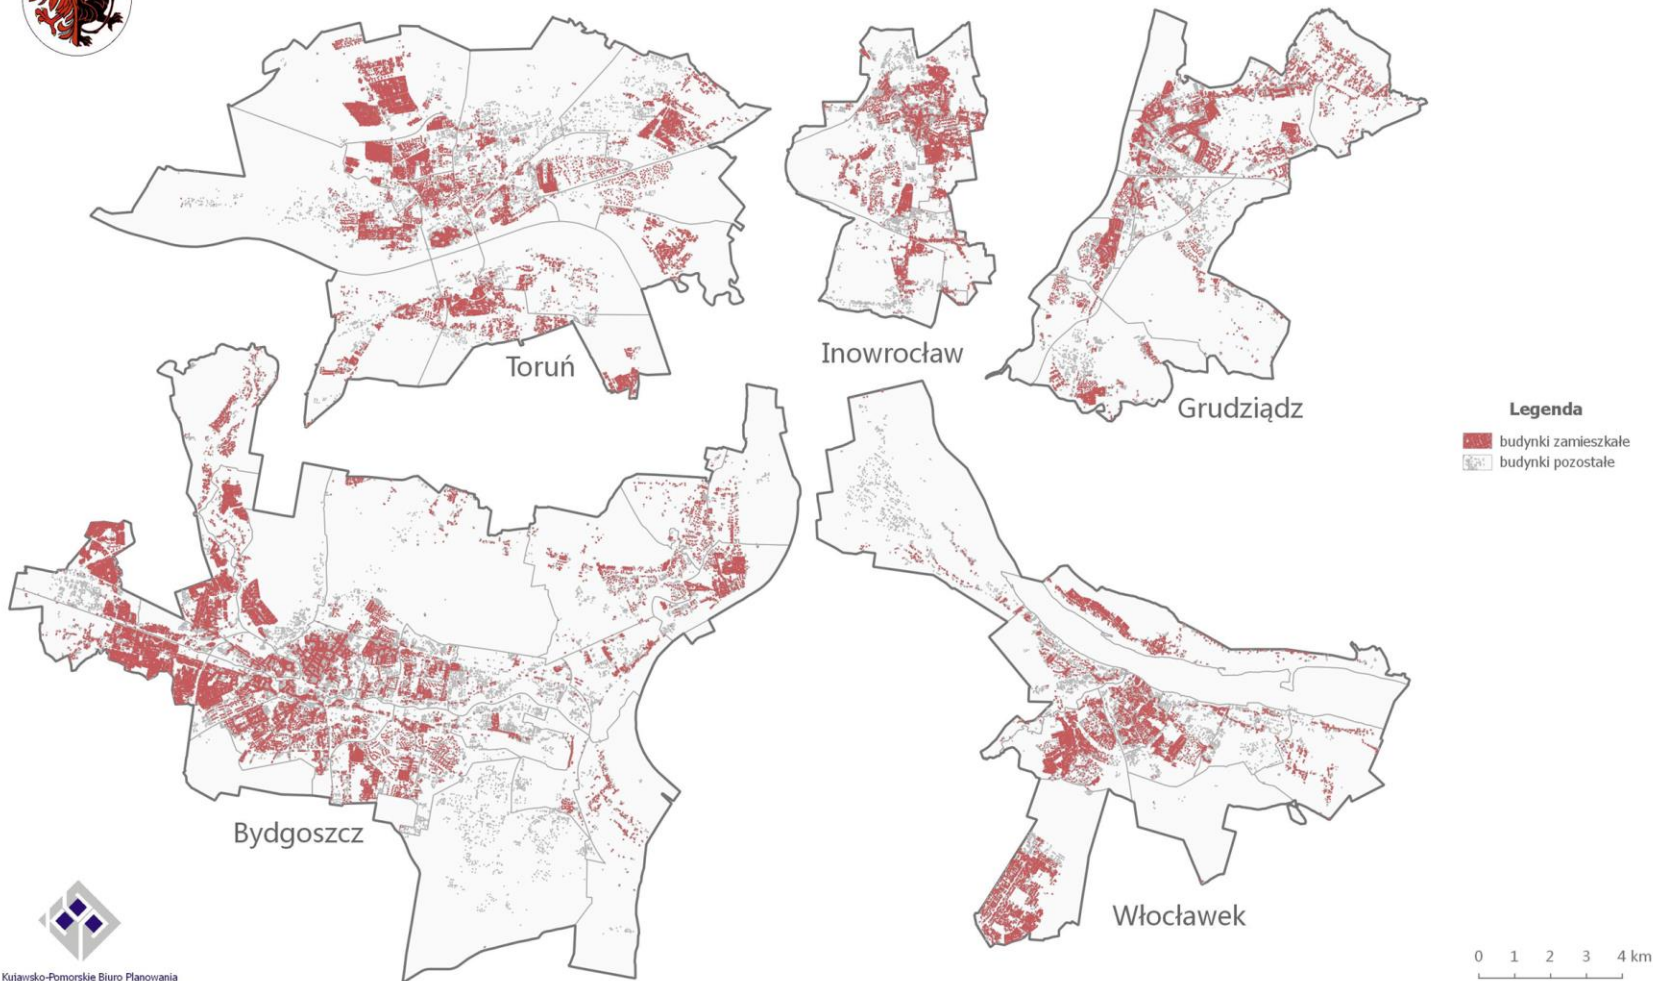 Toruń
Inowrocław
Grudziądz
Legenda
budynki zamieszkałe
budynki pozostałe
Bydgoszcz
Włocławek
Kujawsko-Pomorskie Biuro Planowania
0 1 2 3 4 km